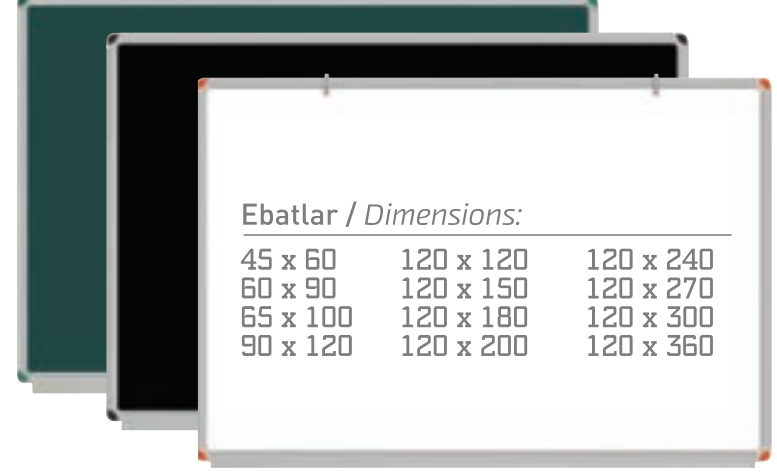 Ebatlar / Dimensions:
45 x 60 120 x 120 120 x 240
60 x 90 120 x 150 120 x 270
65 x 100 120 x 180 120 x 300
90 x 120 120 x 200 120 x 360